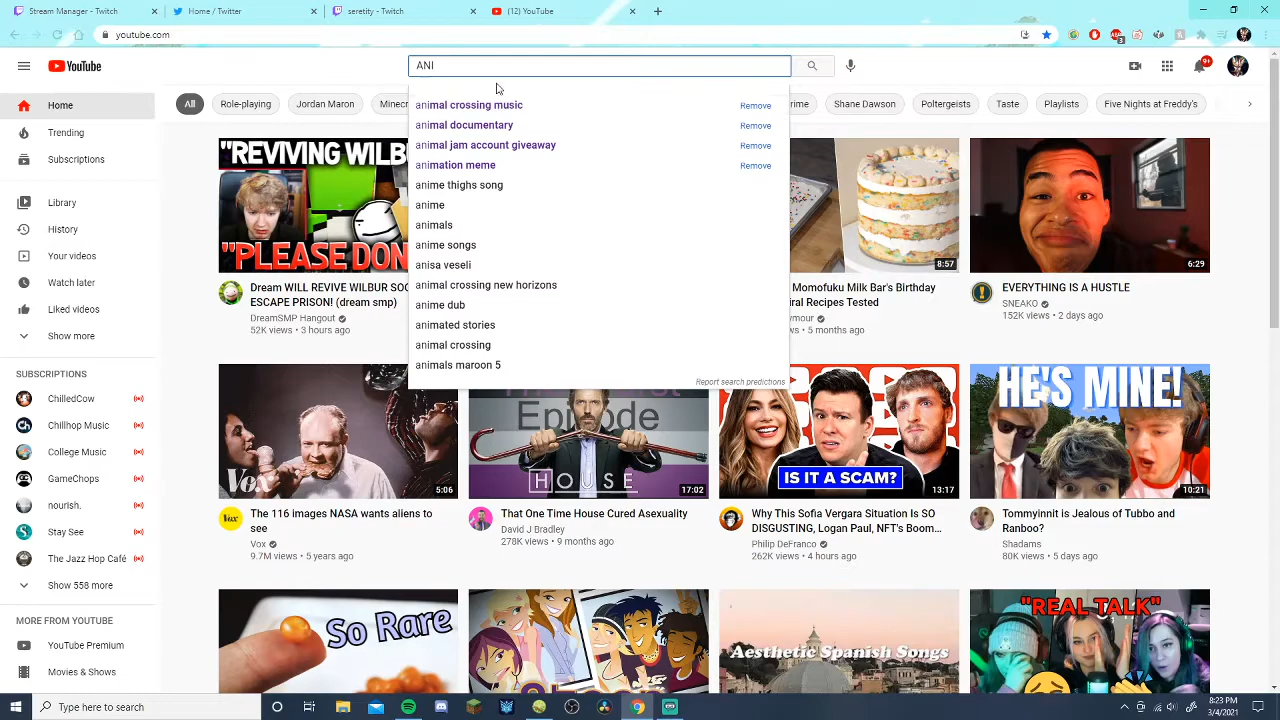 Stream Manager - Twitch
Home / Twitter
seretity - Twitch
(12) YouTube
youtube.com
YouTube
ANI
9+
animal crossing music
Remove
animal documentary
Remove
animal jam account giveaway
Remove
animation meme
Remove
anime thighs song
anime
animals
anime songs
anisa veseli
animal crossing new horizons
anime dub
animated stories
animal crossing
animals maroon 5
Report search predictions
Home
Trending
Subscriptions
Library
History
Your videos
Watch later
Liked videos
Show more
SUBSCRIPTIONS
ChilledCow
Chillhop Music
College Music
GameChops
nourish.
Stay See
The Jazz Hop Café
Show 558 more
MORE FROM YOUTUBE
YouTube Premium
Movies & Shows
All
Role-playing
Jordan Maron
Minecr
rime
Shane Dawson
Poltergeists
Taste
Playlists
Five Nights at Freddy's
"REVIVING WILB
"PLEASE DON
Dream WILL REVIVE WILBUR SOO
ESCAPE PRISON! (dream smp)
DreamSMP Hangout
52K views • 3 hours ago
8:57
Momofuku Milk Bar's Birthday
ral Recipes Tested
ymour
• 5 months ago
6:29
EVERYTHING IS A HUSTLE
SNEAKO
152K views • 2 days ago
Vox
5:06
The 116 images NASA wants aliens to
see
Vox
9.7M views • 5 years ago
Episode
HOUSE
17:02
That One Time House Cured Asexuality
David J Bradley
278K views • 9 months ago
IS IT A SCAM?
13:17
Why This Sofia Vergara Situation Is SO
DISGUSTING, Logan Paul, NFT's Boom...
Philip DeFranco
262K views • 4 hours ago
HE'S MINE!
10:21
Tommyinnit is Jealous of Tubbo and
Ranboo?
Shadams
80K views • 5 days ago
So Rare
Aesthetic Spanish Songs
"REAL TALK"
Type here to search
8:23 PM
3/4/2021